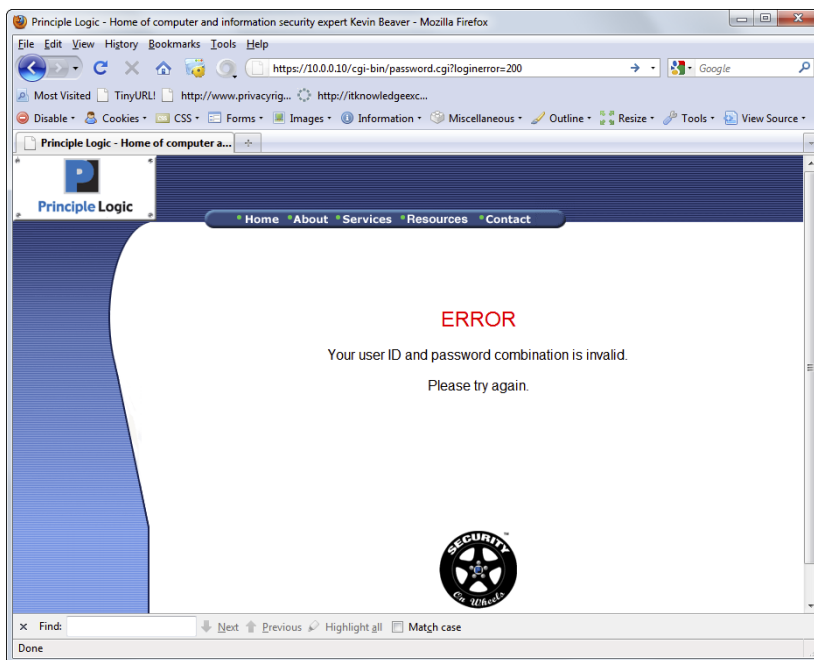 Principle Logic - Home of computer and information security expert Kevin Beaver - Mozilla Firefox
File Edit View History Bookmarks Tools Help
https://10.0.0.10/cgi-bin/password.cgi?loginerror=200 Google
Most Visited TinyURL! http://www.privacyrig... http://itknowledgeexc...
Disable Cookies CSS Forms Images Information Miscellaneous Outline Resize Tools View Source
Principle Logic - Home of computer a...
P
Principle Logic
Home About Services Resources Contact
ERROR
Your user ID and password combination is invalid.
Please try again.
SECURITY
On Wheels
× Find: Next Previous Highlight all Match case
Done